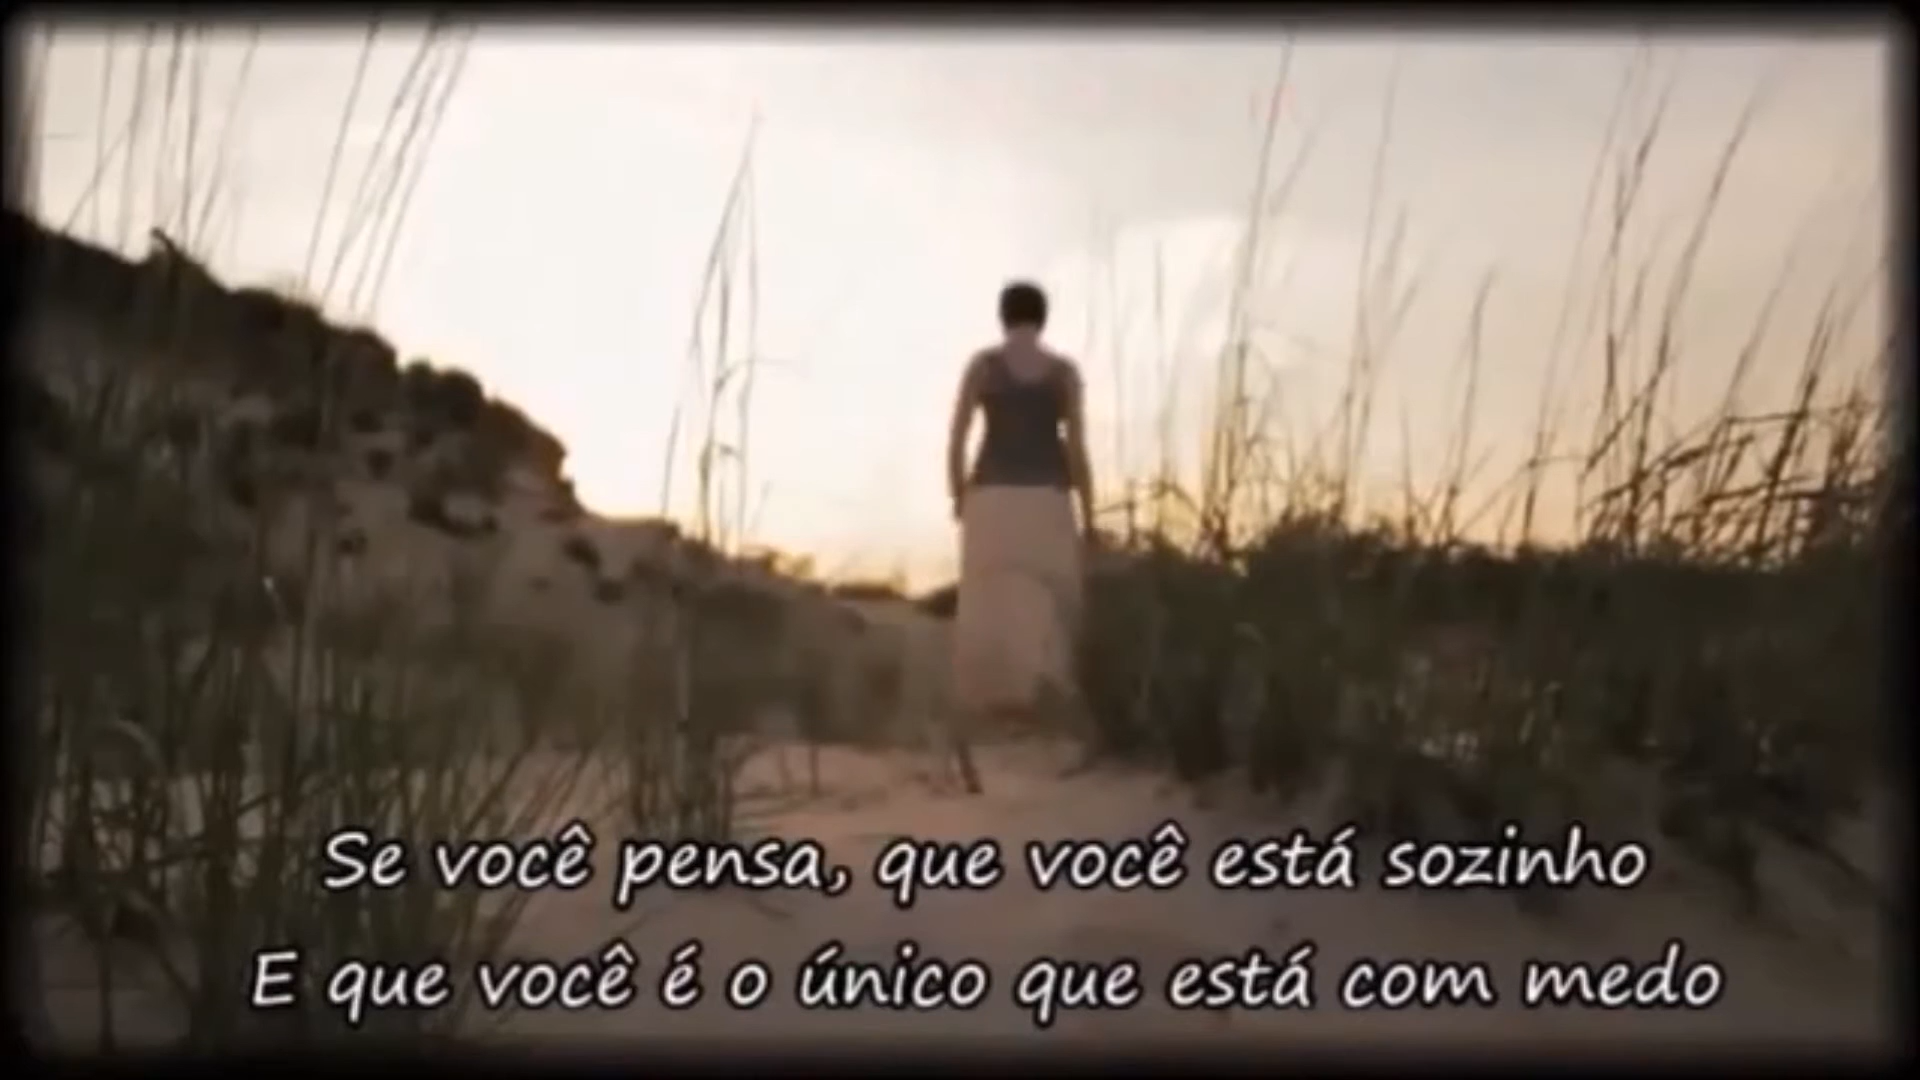 Se você pensa, que você está sozinho
E que você é o único que está com medo